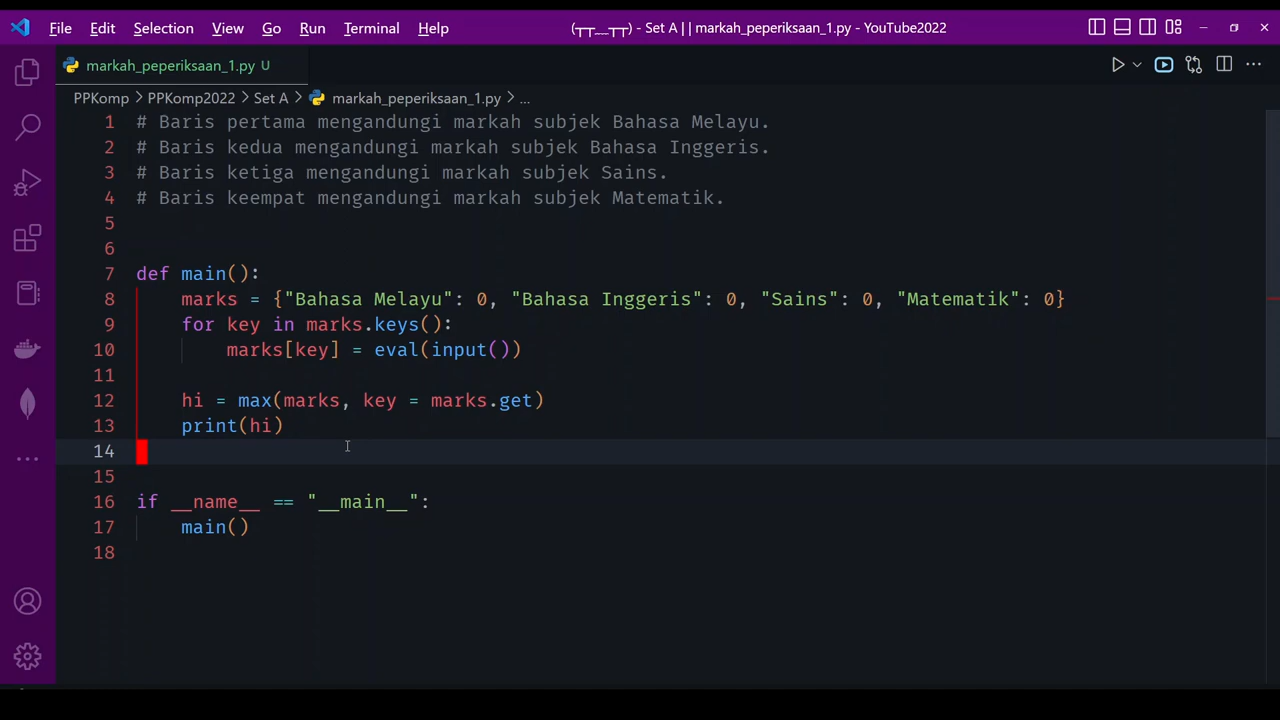 File Edit Selection View Go Run Terminal Help (┬┬﹏┬┬) - Set A || markah_peperiksaan_1.py - YouTube2022
markah_peperiksaan_1.py U
PPKomp > PPKomp2022 > Set A > markah_peperiksaan_1.py > ...
1 # Baris pertama mengandungi markah subjek Bahasa Melayu.
2 # Baris kedua mengandungi markah subjek Bahasa Inggeris.
3 # Baris ketiga mengandungi markah subjek Sains.
4 # Baris keempat mengandungi markah subjek Matematik.
5
6
7 def main():
8     marks = {"Bahasa Melayu": 0, "Bahasa Inggeris": 0, "Sains": 0, "Matematik": 0}
9     for key in marks.keys():
10         marks[key] = eval(input())
11
12     hi = max(marks, key = marks.get)
13     print(hi)
14
15
16 if __name__ == "__main__":
17     main()
18